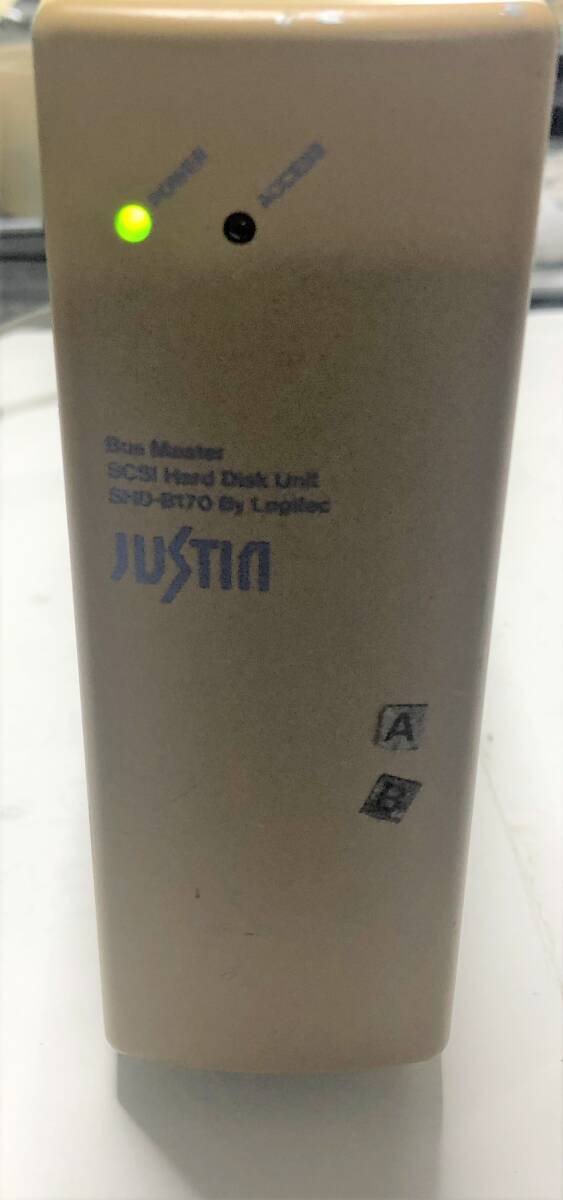 POWER
ACCESS
Bus Master
SCSI Hard Disk Unit
SHD-B170 By Logitec
JUSTIN
A
B